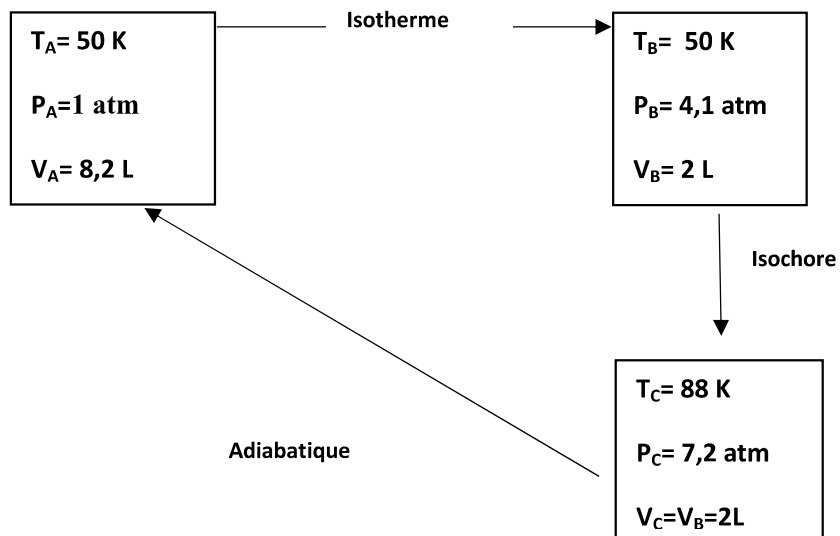 Isotherme
T_A= 50 K
P_A=1 atm
V_A= 8,2 L
T_B=  50 K
P_B= 4,1 atm
V_B= 2 L
Isochore
T_C= 88 K
P_C= 7,2 atm
V_C=V_B=2L
Adiabatique